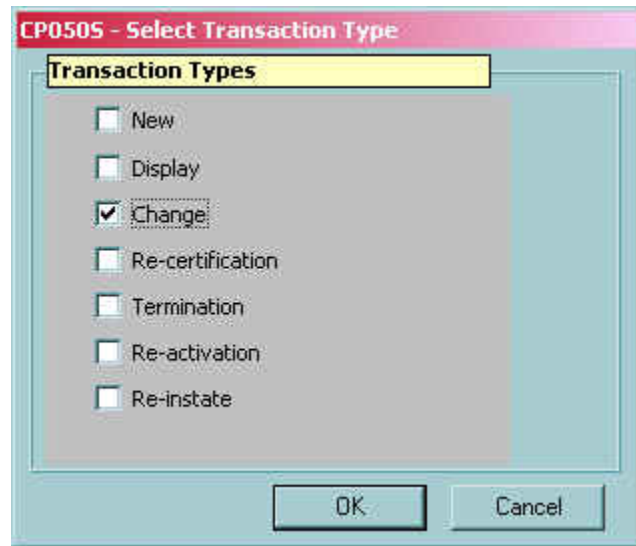 CP050S - Select Transaction Type
Transaction Types
New
Display
Change
Re-certification
Termination
Re-activation
Re-instate
OK Cancel